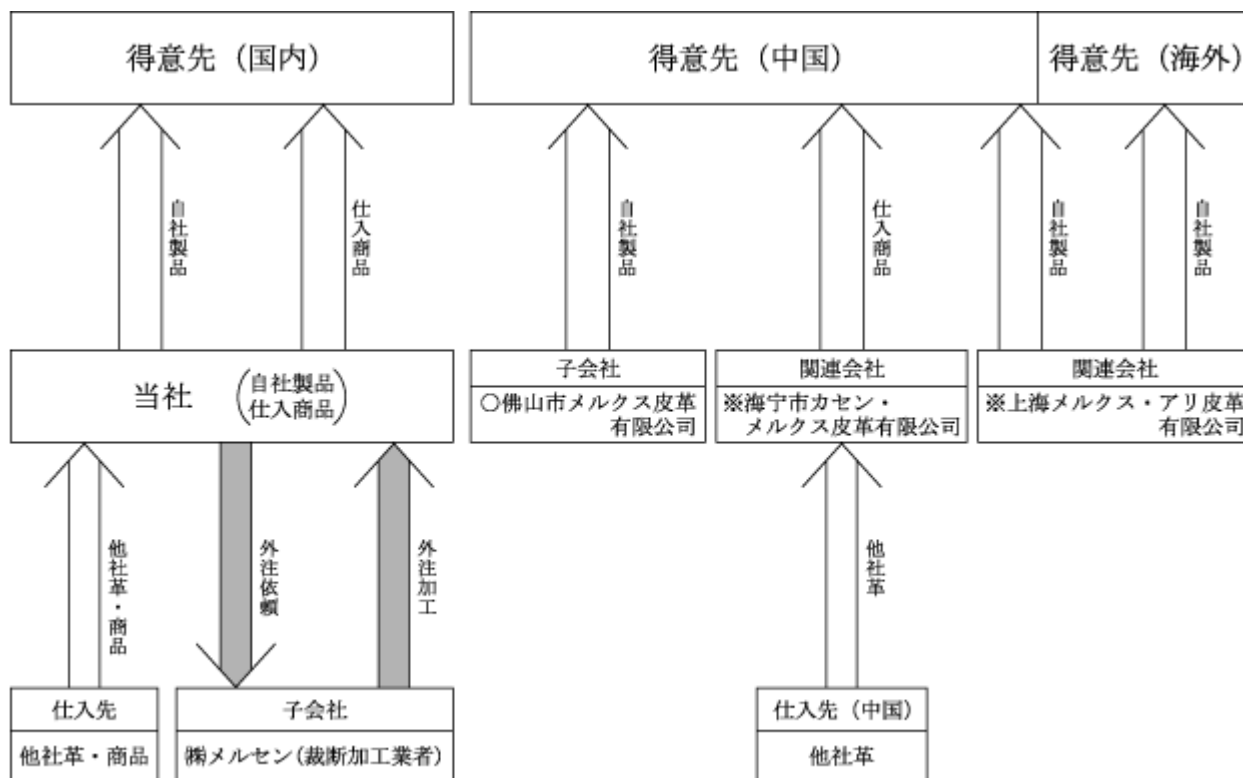 得意先（国内）
得意先（中国）
得意先（海外）
自社製品
仕入商品
自社製品
仕入商品
自社製品
自社製品
当社
自社製品
仕入商品
子会社
○佛山市メルクス皮革
有限公司
関連会社
※海宁市カセン・
メルクス皮革有限公司
関連会社
※上海メルクス・アリ皮革
有限公司
他社革・商品
外注依頼
外注加工
他社革
仕入先
他社革・商品
子会社
㈱メルセン(裁断加工業者)
仕入先（中国）
他社革